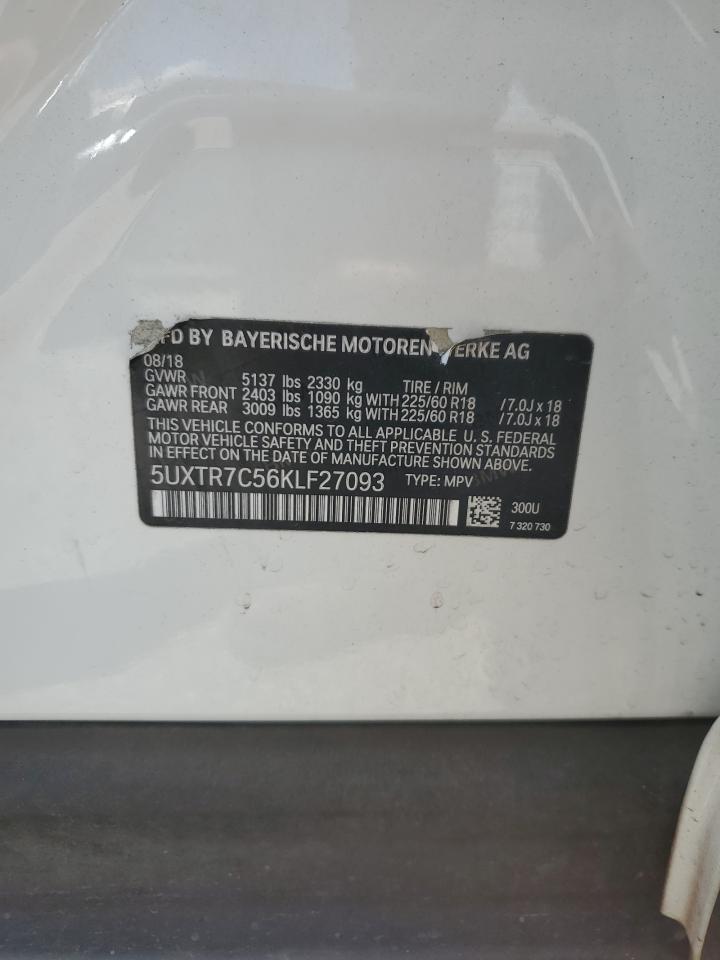 MFD BY BAYERISCHE MOTOREN WERKE AG
08/18
GVWR 5137 lbs 2330 kg TIRE / RIM
GAWR FRONT 2403 lbs 1090 kg WITH 225/60 R18 / 7.0J x 18
GAWR REAR 3009 lbs 1365 kg WITH 225/60 R18 / 7.0J x 18
THIS VEHICLE CONFORMS TO ALL APPLICABLE U. S. FEDERAL
MOTOR VEHICLE SAFETY AND THEFT PREVENTION STANDARDS
IN EFFECT ON THE DATE OF MANUFACTURE SHOWN ABOVE.
5UXTR7C56KLF27093 TYPE: MPV
300U
7 320 730